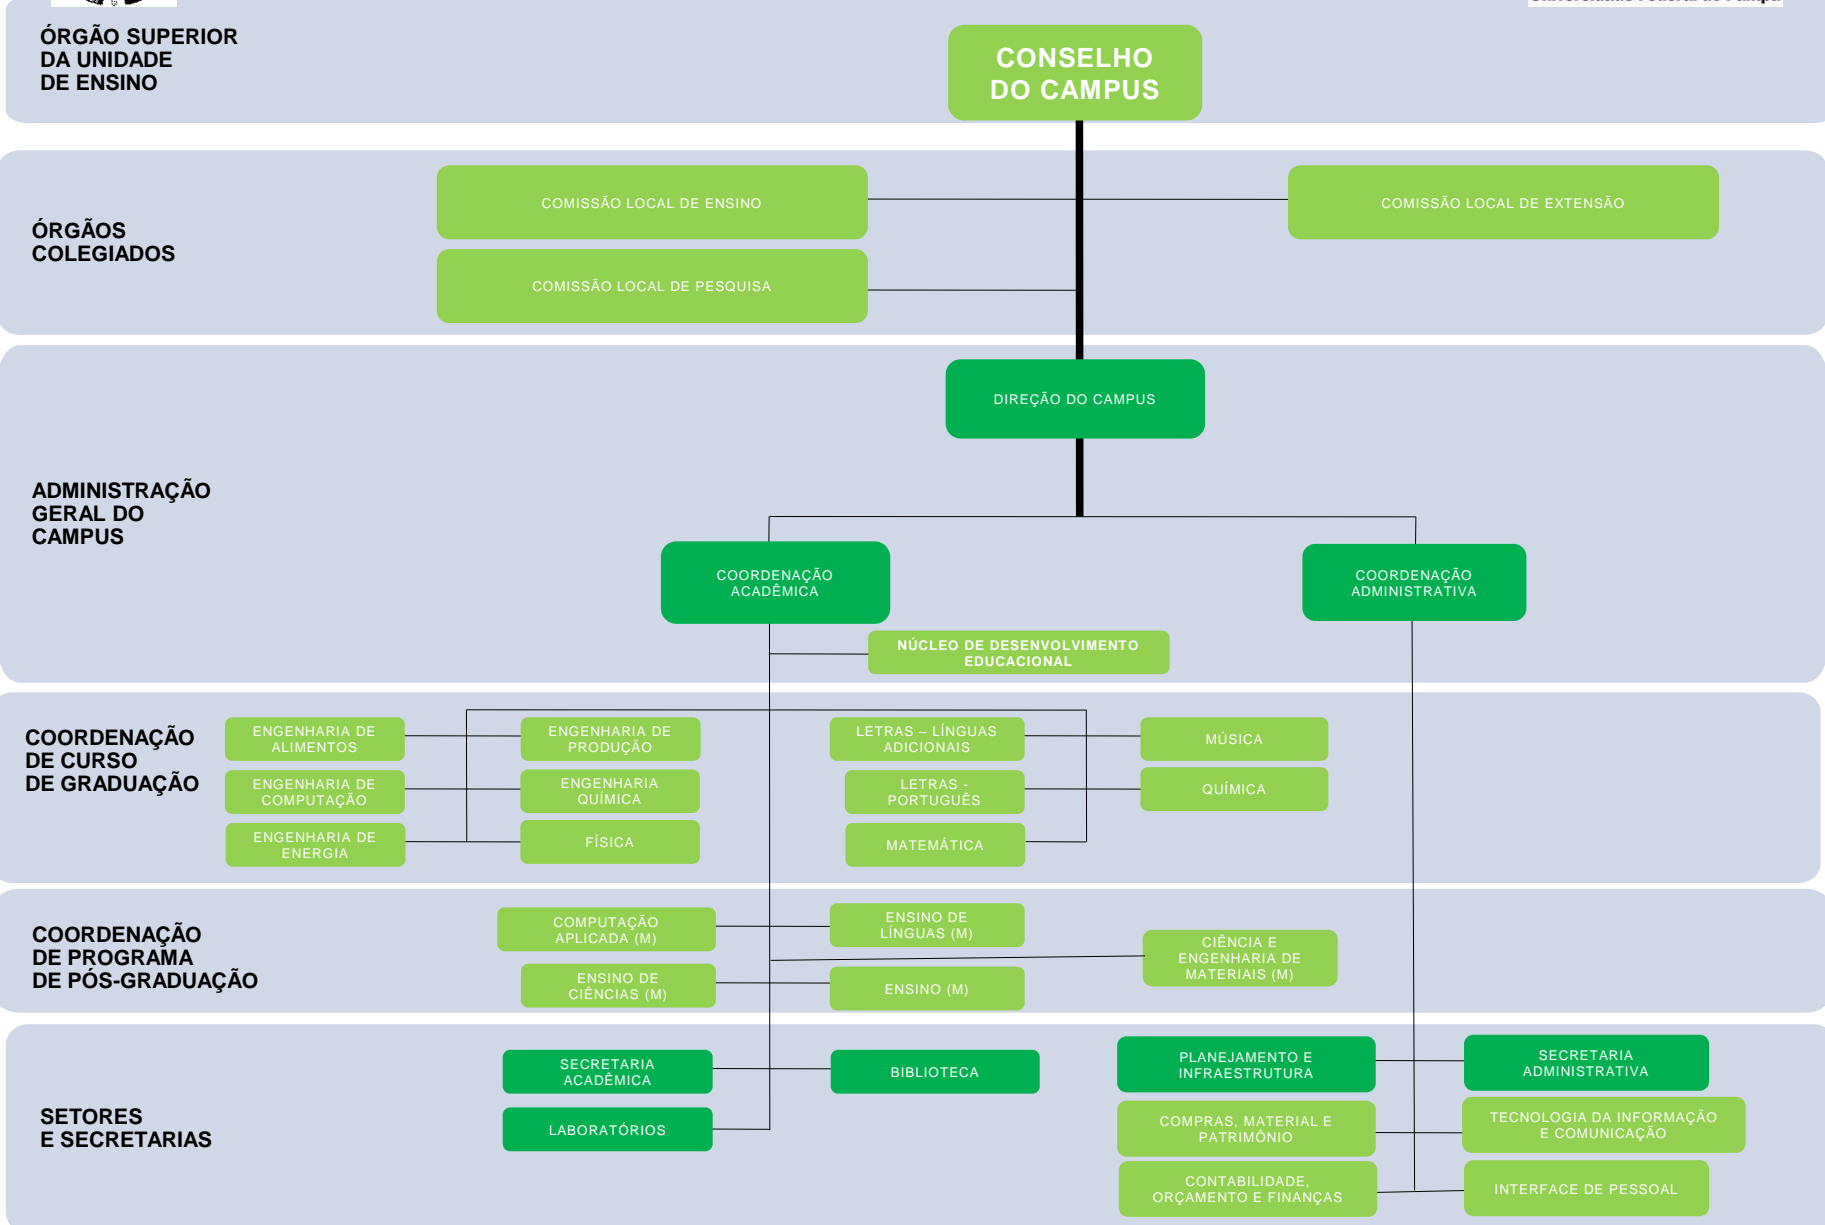 ÓRGÃO SUPERIOR
DA UNIDADE
DE ENSINO
CONSELHO
DO CAMPUS
ÓRGÃOS
COLEGIADOS
COMISSÃO LOCAL DE ENSINO
COMISSÃO LOCAL DE EXTENSÃO
COMISSÃO LOCAL DE PESQUISA
ADMINISTRAÇÃO
GERAL DO
CAMPUS
DIREÇÃO DO CAMPUS
COORDENAÇÃO
ACADÊMICA
COORDENAÇÃO
ADMINISTRATIVA
NÚCLEO DE DESENVOLVIMENTO
EDUCACIONAL
COORDENAÇÃO
DE CURSO
DE GRADUAÇÃO
ENGENHARIA DE
ALIMENTOS
ENGENHARIA DE
PRODUÇÃO
LETRAS – LÍNGUAS
ADICIONAIS
MÚSICA
ENGENHARIA DE
COMPUTAÇÃO
ENGENHARIA
QUÍMICA
LETRAS -
PORTUGUÊS
QUÍMICA
ENGENHARIA DE
ENERGIA
FÍSICA
MATEMÁTICA
COORDENAÇÃO
DE PROGRAMA
DE PÓS-GRADUAÇÃO
COMPUTAÇÃO
APLICADA (M)
ENSINO DE
LÍNGUAS (M)
CIÊNCIA E
ENGENHARIA DE
MATERIAIS (M)
ENSINO DE
CIÊNCIAS (M)
ENSINO (M)
SETORES
E SECRETARIAS
SECRETARIA
ACADÊMICA
BIBLIOTECA
PLANEJAMENTO E
INFRAESTRUTURA
SECRETARIA
ADMINISTRATIVA
LABORATÓRIOS
COMPRAS, MATERIAL E
PATRIMÔNIO
TECNOLOGIA DA INFORMAÇÃO
E COMUNICAÇÃO
CONTABILIDADE,
ORÇAMENTO E FINANÇAS
INTERFACE DE PESSOAL